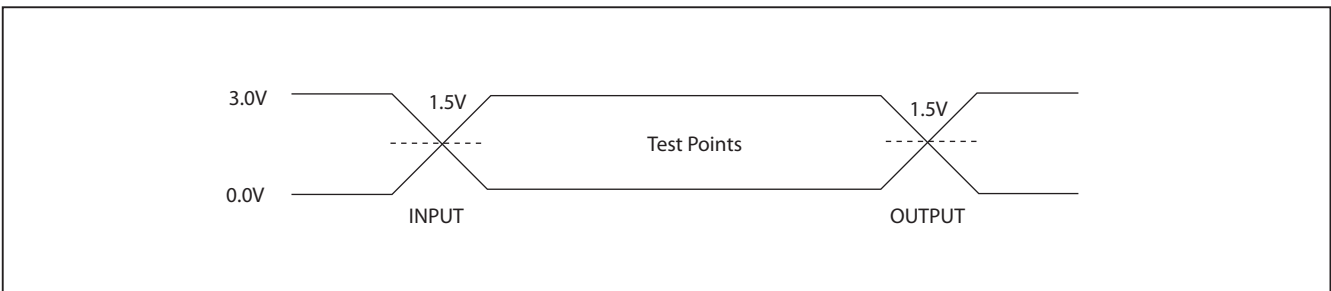 3.0V
1.5V
1.5V
Test Points
0.0V
INPUT
OUTPUT